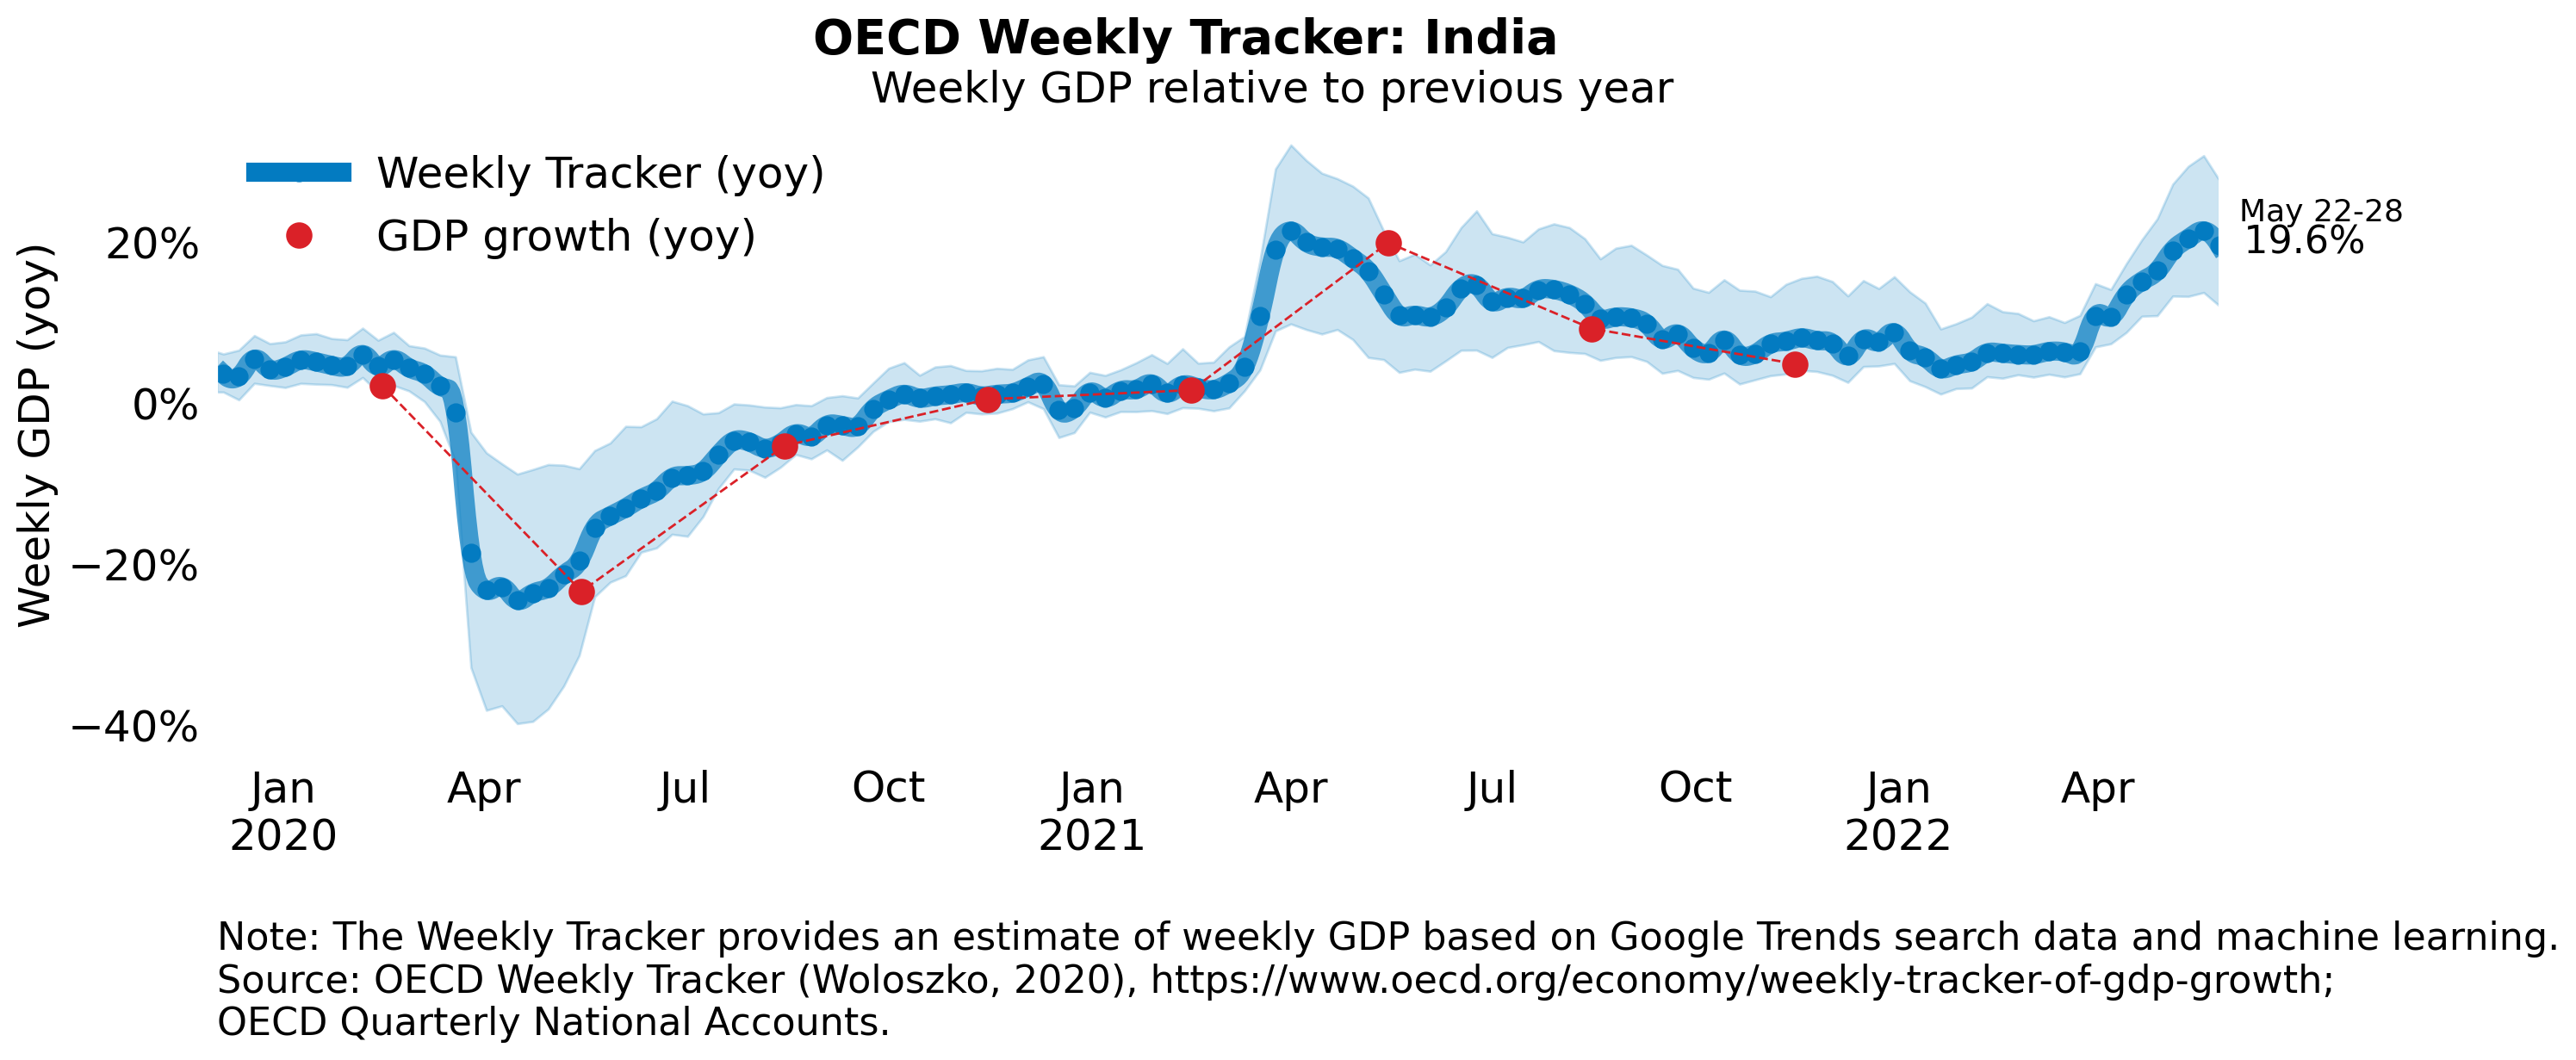 OECD Weekly Tracker: India
Weekly GDP relative to previous year
Weekly Tracker (yoy)
GDP growth (yoy)
Weekly GDP (yoy)
20%
0%
−20%
−40%
May 22-28
19.6%
Jan Apr Jul Oct Jan Apr Jul Oct Jan Apr
2020 2021 2022
Note: The Weekly Tracker provides an estimate of weekly GDP based on Google Trends search data and machine learning.
Source: OECD Weekly Tracker (Woloszko, 2020), https://www.oecd.org/economy/weekly-tracker-of-gdp-growth;
OECD Quarterly National Accounts.